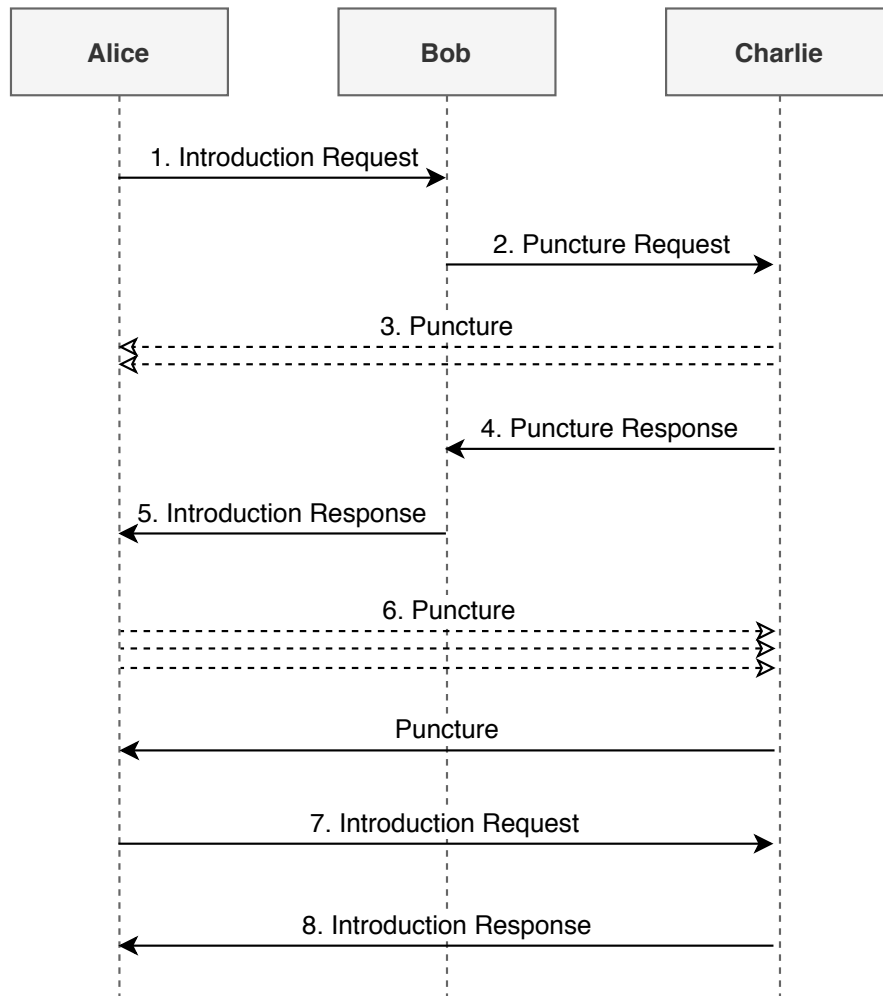 Alice
Bob
Charlie
1. Introduction Request
2. Puncture Request
3. Puncture
4. Puncture Response
5. Introduction Response
6. Puncture
Puncture
7. Introduction Request
8. Introduction Response